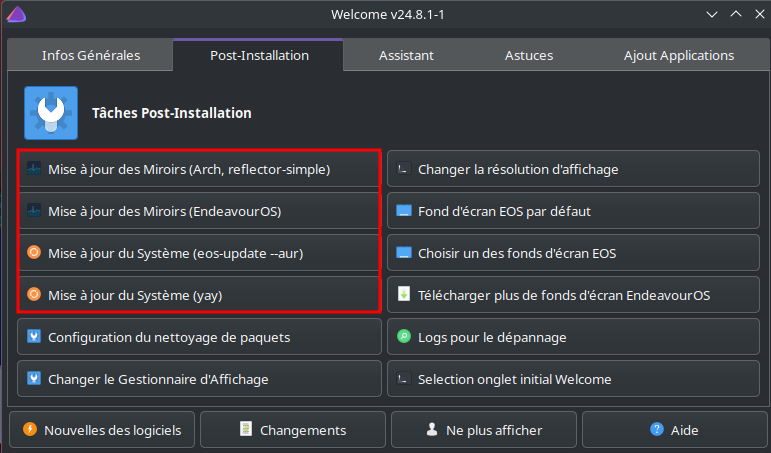 Welcome v24.8.1-1
Infos Générales
Post-Installation
Assistant
Astuces
Ajout Applications
Tâches Post-Installation
Mise à jour des Miroirs (Arch, reflector-simple)
Changer la résolution d'affichage
Mise à jour des Miroirs (EndeavourOS)
Fond d'écran EOS par défaut
Mise à jour du Système (eos-update --aur)
Choisir un des fonds d'écran EOS
Mise à jour du Système (yay)
Télécharger plus de fonds d'écran EndeavourOS
Configuration du nettoyage de paquets
Logs pour le dépannage
Changer le Gestionnaire d'Affichage
Selection onglet initial Welcome
Nouvelles des logiciels
Changements
Ne plus afficher
Aide